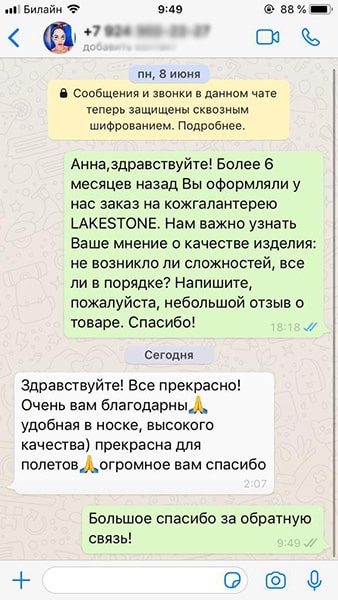 Билайн 9:49 88 %
+7 924
добавить
пн, 8 июня
Сообщения и звонки в данном чате
теперь защищены сквозным
шифрованием. Подробнее.
Анна,здравствуйте! Более 6
месяцев назад Вы оформляли у
нас заказ на кожгалантерею
LAKESTONE. Нам важно узнать
Ваше мнение о качестве изделия:
не возникло ли сложностей, все
ли в порядке? Напишите,
пожалуйста, небольшой отзыв о
товаре. Спасибо!
18:18
Сегодня
Здравствуйте! Все прекрасно!
Очень вам благодарны🙏
удобная в носке, высокого
качества) прекрасна для
полетов🙏огромное вам спасибо
2:07
Большое спасибо за обратную
связь!
9:49